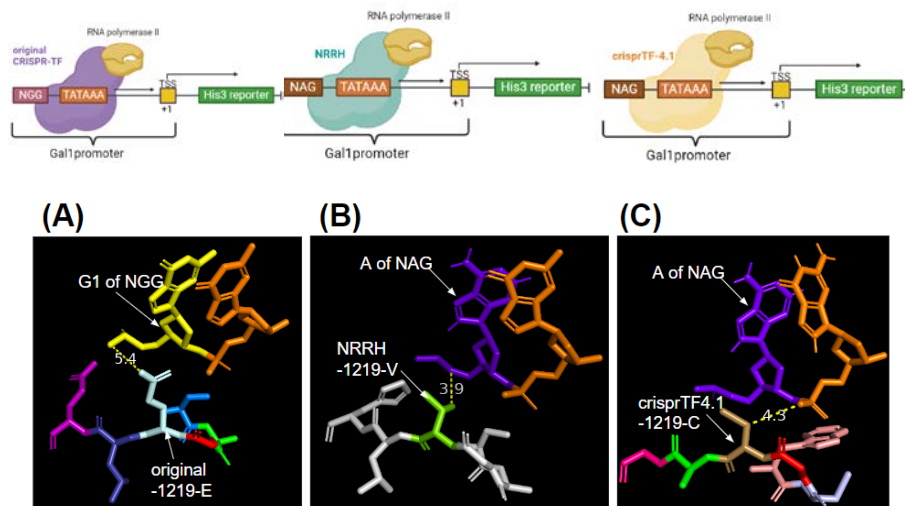 RNA polymerase II
original
CRISPR-TF
NGG
TATAAA
TSS
+1
His3 reporter
Gal1promoter
RNA polymerase II
NRRH
NAG
TATAAA
TSS
+1
His3 reporter
Gal1promoter
RNA polymerase II
crisprTF-4.1
NAG
TATAAA
TSS
+1
His3 reporter
Gal1promoter
(A)
G1 of NGG
5.4
original
-1219-E
(B)
A of NAG
NRRH
-1219-V
3.9
(C)
A of NAG
crisprTF4.1
-1219-C
4.3